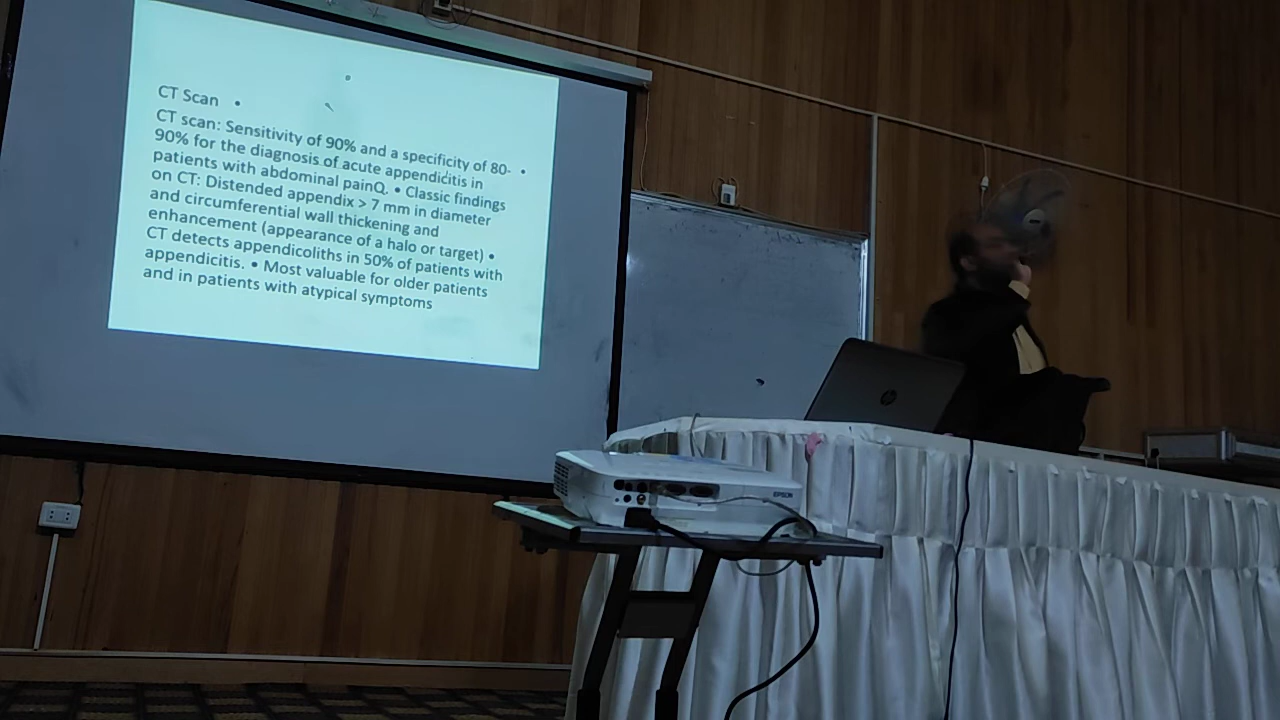 CT Scan •
CT scan: Sensitivity of 90% and a specificity of 80- •
90% for the diagnosis of acute appendicitis in
patients with abdominal painQ. • Classic findings
on CT: Distended appendix > 7 mm in diameter
and circumferential wall thickening and
enhancement (appearance of a halo or target) •
CT detects appendicoliths in 50% of patients with
appendicitis. • Most valuable for older patients
and in patients with atypical symptoms
hp
EPSON